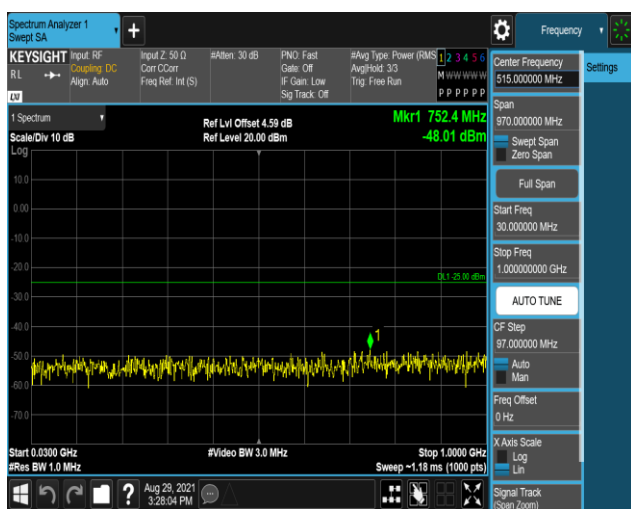 Spectrum Analyzer 1
Swept SA
+
Frequency
KEYSIGHT
RL
LXI
Input: RF
Coupling: DC
Align: Auto
Input Z: 50 Ω
Corr CCorr
Freq Ref: Int (S)
#Atten: 30 dB
PNO: Fast
Gate: Off
IF Gain: Low
Sig Track: Off
#Avg Type: Power (RMS
Avg|Hold: 3/3
Trig: Free Run
1 2 3 4 5 6
M W W W W W
P P P P P P
1 Spectrum
Scale/Div 10 dB
Log
Ref Lvl Offset 4.59 dB
Ref Level 20.00 dBm
Mkr1 752.4 MHz
-48.01 dBm
10.0
0.00
-10.0
-20.0
DL1 -25.00 dBm
-30.0
-40.0
1
-50.0
-60.0
-70.0
Start 0.0300 GHz
#Res BW 1.0 MHz
#Video BW 3.0 MHz
Stop 1.0000 GHz
Sweep ~1.18 ms (1000 pts)
?
Aug 29, 2021
3:28:04 PM
Center Frequency
515.000000 MHz
Settings
Span
970.000000 MHz
Swept Span
Zero Span
Full Span
Start Freq
30.000000 MHz
Stop Freq
1.000000000 GHz
AUTO TUNE
CF Step
97.000000 MHz
Auto
Man
Freq Offset
0 Hz
X Axis Scale
Log
Lin
Signal Track
(Span Zoom)